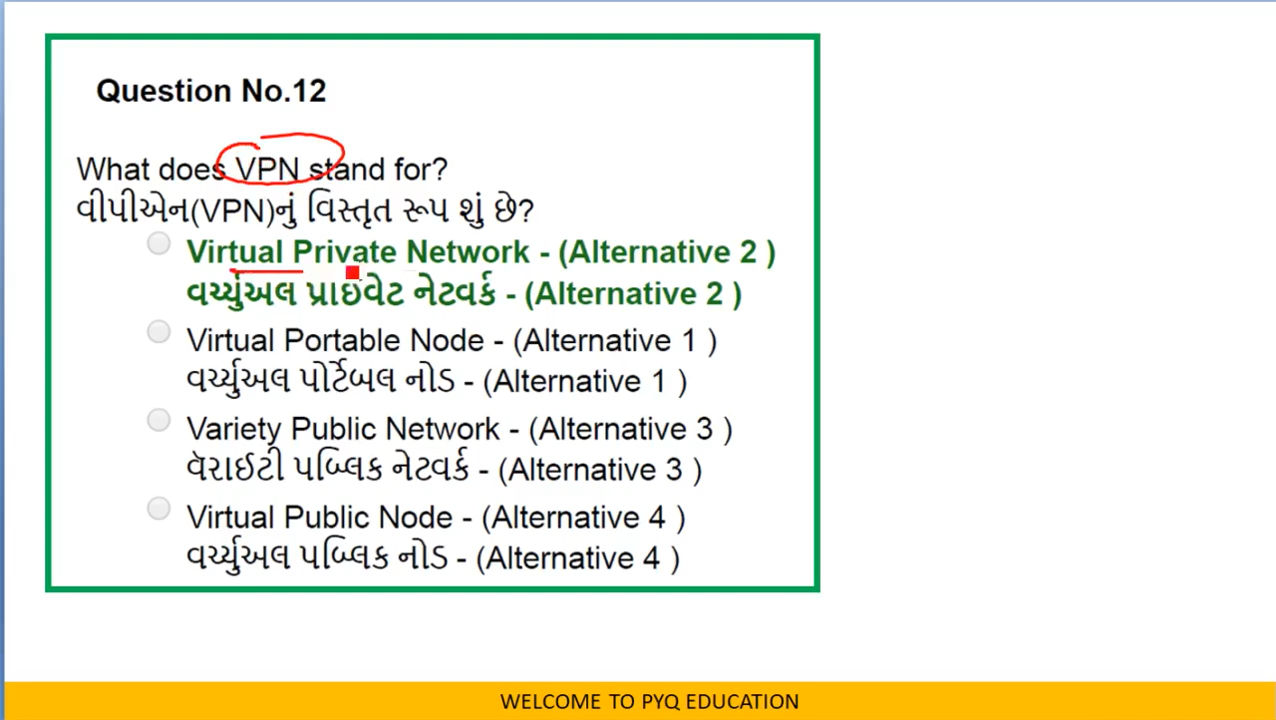 Question No.12
What does VPN stand for?
વીપીએન(VPN)નું વિસ્તૃત રૂપ શું છે?
Virtual Private Network - (Alternative 2 )
વર્ચ્યુઅલ પ્રાઇવેટ નેટવર્ક - (Alternative 2 )
Virtual Portable Node - (Alternative 1 )
વર્ચ્યુઅલ પોર્ટેબલ નોડ - (Alternative 1 )
Variety Public Network - (Alternative 3 )
વૅરાઈટી પબ્લિક નેટવર્ક - (Alternative 3 )
Virtual Public Node - (Alternative 4 )
વર્ચ્યુઅલ પબ્લિક નોડ - (Alternative 4 )
WELCOME TO PYQ EDUCATION